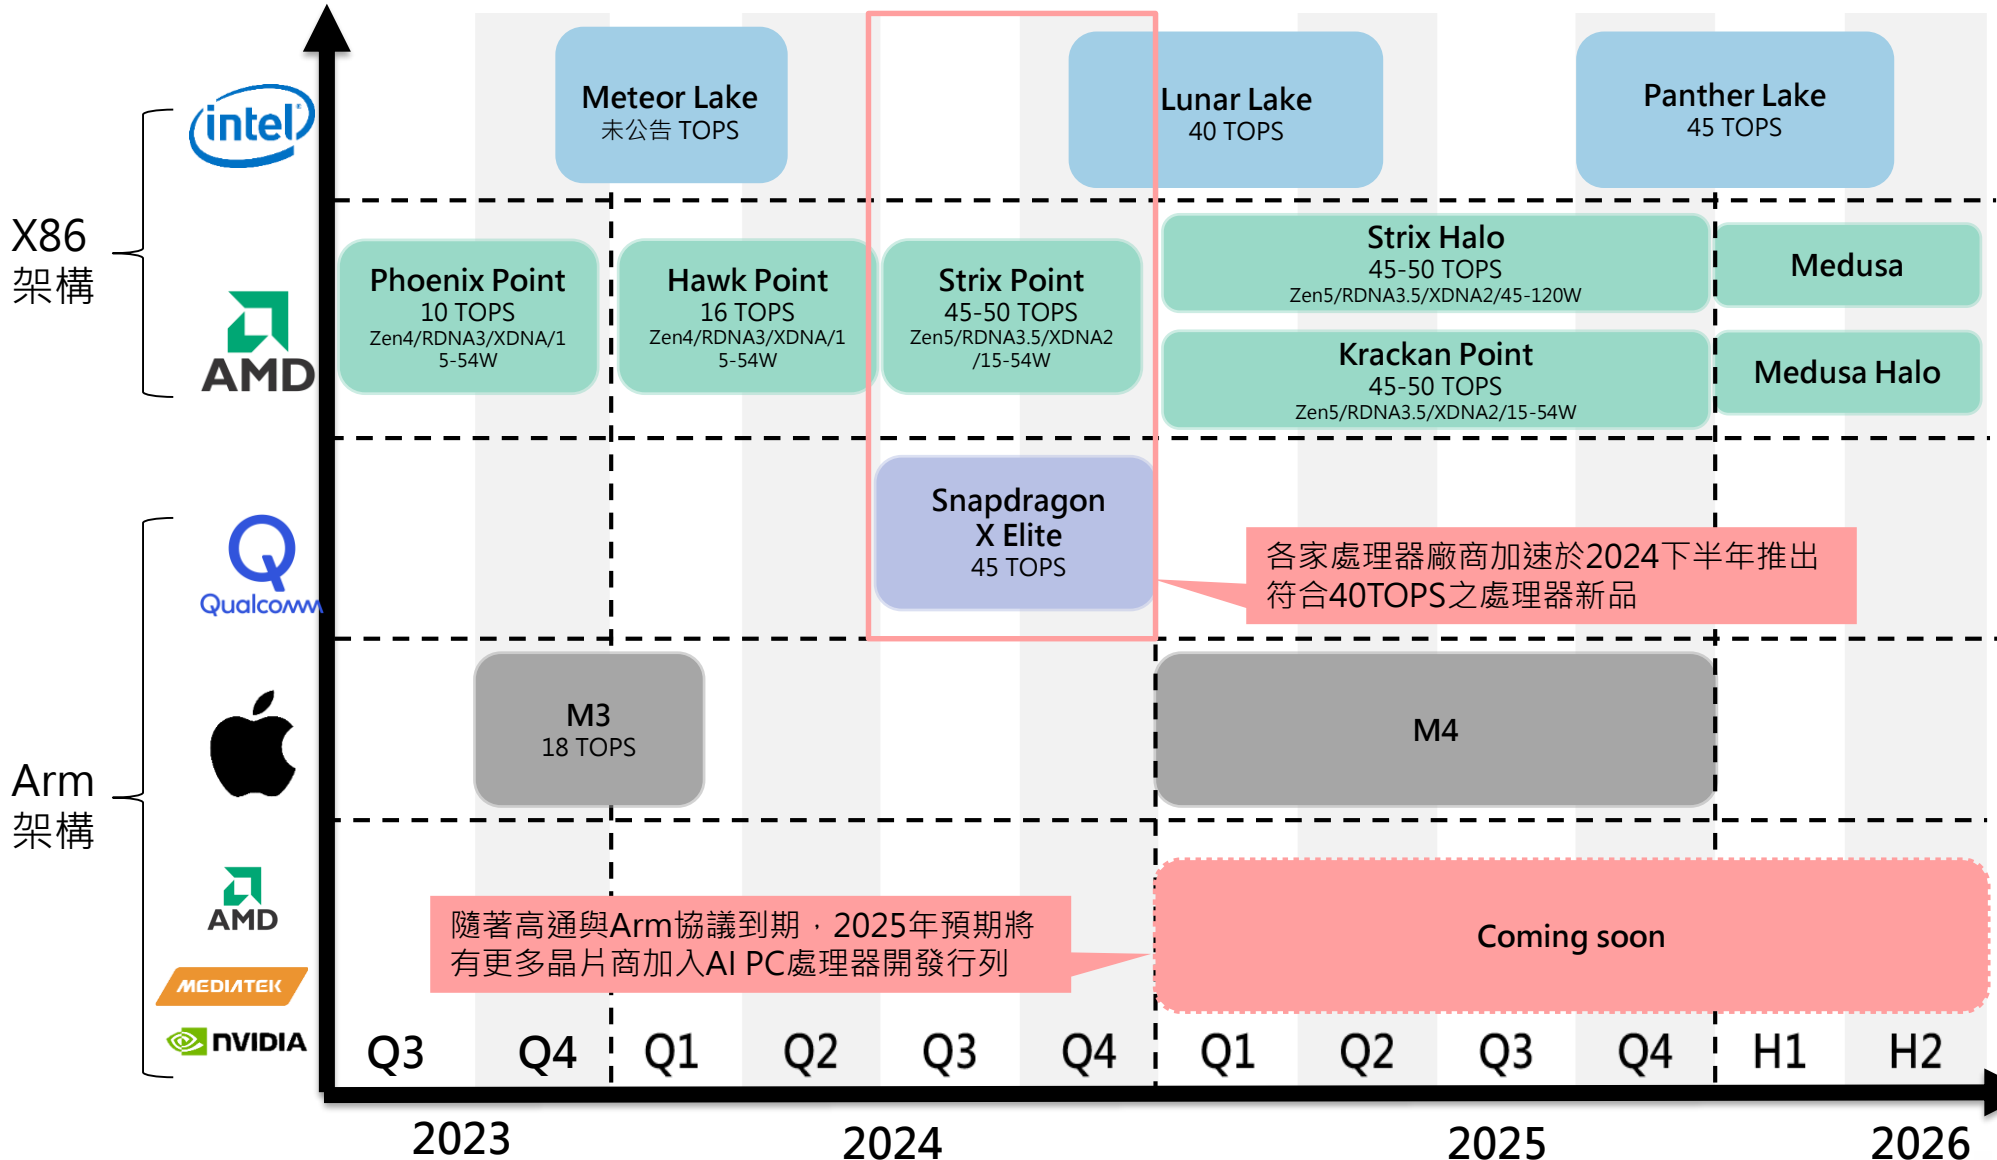 intel
Meteor Lake
未公告 TOPS
Lunar Lake
40 TOPS
Panther Lake
45 TOPS
X86
架構
AMD
Phoenix Point
10 TOPS
Zen4/RDNA3/XDNA/1
5-54W
Hawk Point
16 TOPS
Zen4/RDNA3/XDNA/1
5-54W
Strix Point
45-50 TOPS
Zen5/RDNA3.5/XDNA2
/15-54W
Strix Halo
45-50 TOPS
Zen5/RDNA3.5/XDNA2/45-120W
Krackan Point
45-50 TOPS
Zen5/RDNA3.5/XDNA2/15-54W
Medusa
Medusa Halo
Qualcomm
Snapdragon
X Elite
45 TOPS
各家處理器廠商加速於2024下半年推出
符合40TOPS之處理器新品
Arm
架構
M3
18 TOPS
M4
AMD
MEDIATEK
NVIDIA
隨著高通與Arm協議到期，2025年預期將
有更多晶片商加入AI PC處理器開發行列
Coming soon
Q3 Q4 Q1 Q2 Q3 Q4 Q1 Q2 Q3 Q4 H1 H2
2023 2024 2025 2026